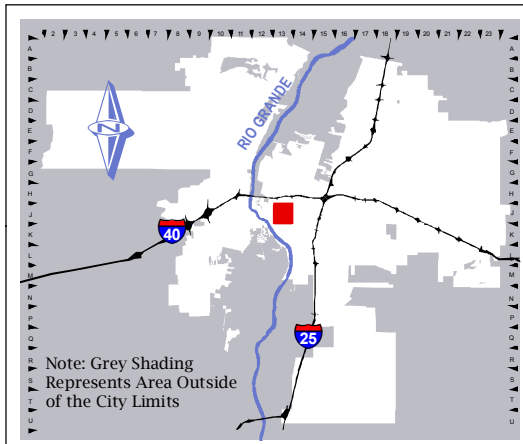 2 3 4 5 6 7 8 9 10 11 12 13 14 15 16 17 18 19 20 21 22 23
A A
B B
C C
D D
E E
F F
G G
H H
J J
K K
L L
M M
N N
P P
Q Q
R R
S S
T T
U U
N
RIO GRANDE
40
25
Note: Grey Shading
Represents Area Outside
of the City Limits